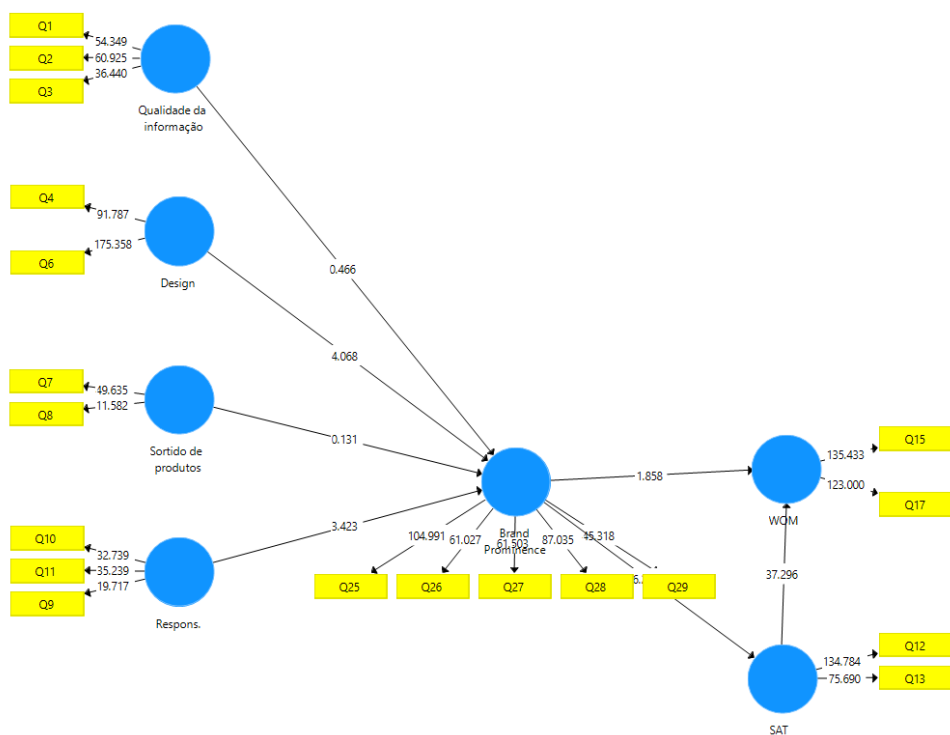 Q1
54.349
Q2
60.925
36.440
Q3
Qualidade da
informação
Q4
91.787
175.358
Q6
Design
0.466
4.068
Q7
49.635
Q8
11.582
Sortido de
produtos
0.131
Q15
135.433
1.858
123.000
Q17
WOM
3.423
Q10
32.739
Q11
35.239
19.717
Q9
Respons.
Brand
Prominence
104.991
61.027
61.503
87.035
45.318
Q25
Q26
Q27
Q28
Q29
37.296
Q12
134.784
75.690
Q13
SAT